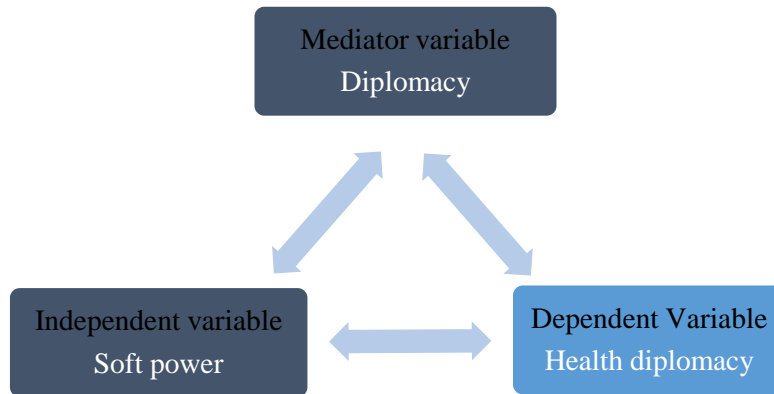 Mediator variable
Diplomacy
Independent variable
Soft power
Dependent Variable
Health diplomacy